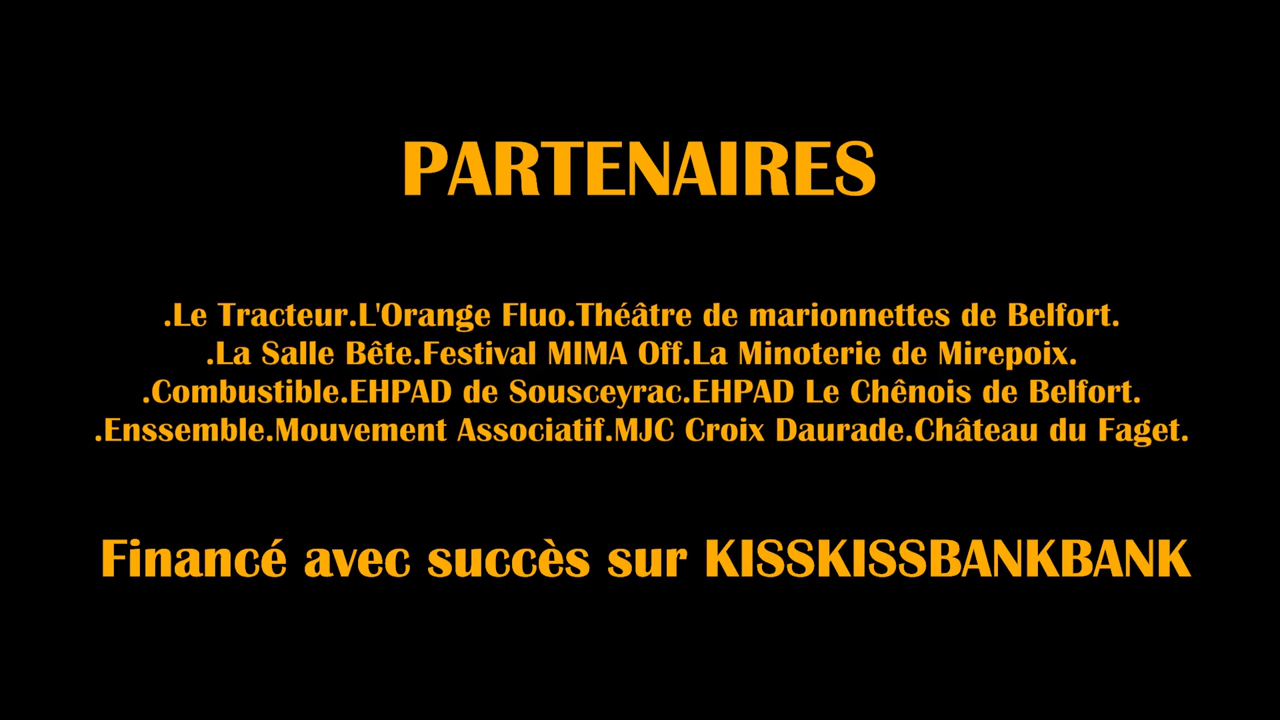 PARTENAIRES
.Le Tracteur.L'Orange Fluo.Théâtre de marionnettes de Belfort.
.La Salle Bête.Festival MIMA Off.La Minoterie de Mirepoix.
.Combustible.EHPAD de Sousceyrac.EHPAD Le Chênois de Belfort.
.Enssemble.Mouvement Associatif.MJC Croix Daurade.Château du Faget.
Financé avec succès sur KISSKISSBANKBANK